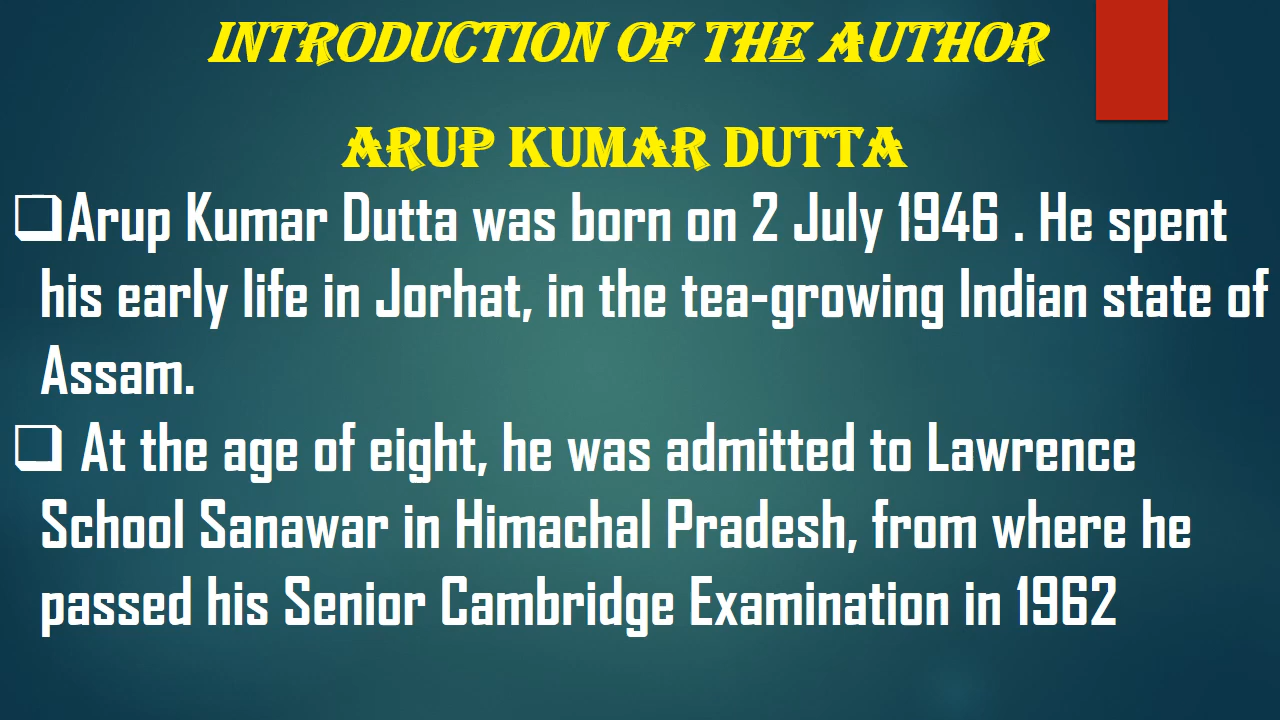 INTRODUCTION OF THE AUTHOR
ARUP KUMAR DUTTA
❑Arup Kumar Dutta was born on 2 July 1946 . He spent
his early life in Jorhat, in the tea-growing Indian state of
Assam.
❑ At the age of eight, he was admitted to Lawrence
School Sanawar in Himachal Pradesh, from where he
passed his Senior Cambridge Examination in 1962